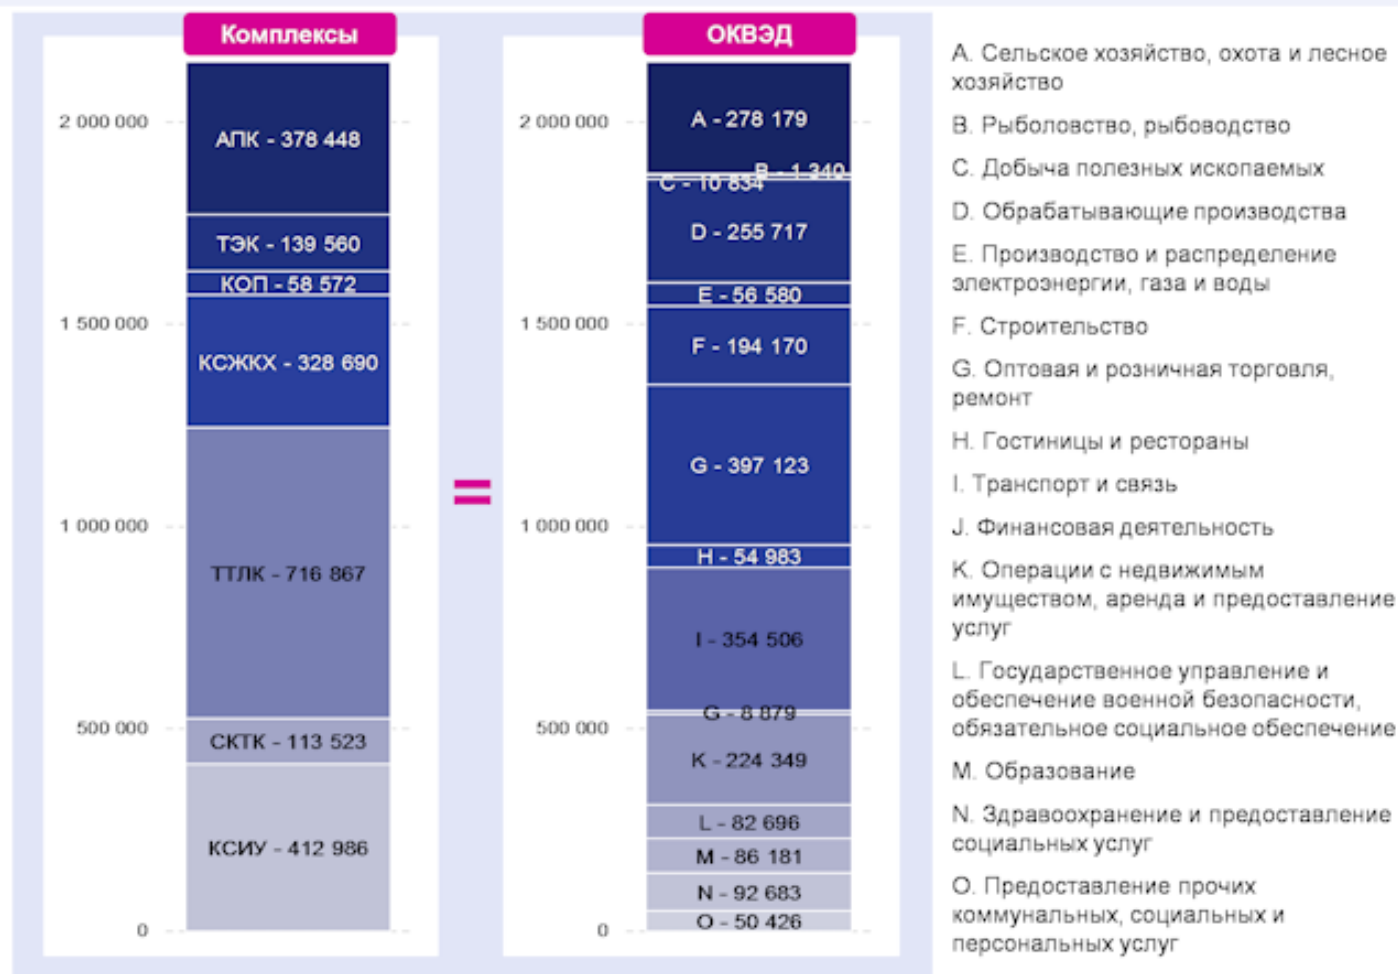 Комплексы
2 000 000
1 500 000
1 000 000
500 000
0
АПК - 378 448
ТЭК - 139 560
КОП - 58 572
КСЖКХ - 328 690
ТТЛК - 716 867
СКТК - 113 523
КСИУ - 412 986
=
ОКВЭД
2 000 000
1 500 000
1 000 000
500 000
0
A - 278 179
B - 1 340
C - 10 834
D - 255 717
E - 56 580
F - 194 170
G - 397 123
H - 54 983
I - 354 506
G - 8 879
K - 224 349
L - 82 696
M - 86 181
N - 92 683
O - 50 426
A. Сельское хозяйство, охота и лесное
хозяйство
B. Рыболовство, рыбоводство
C. Добыча полезных ископаемых
D. Обрабатывающие производства
E. Производство и распределение
электроэнергии, газа и воды
F. Строительство
G. Оптовая и розничная торговля,
ремонт
H. Гостиницы и рестораны
I. Транспорт и связь
J. Финансовая деятельность
K. Операции с недвижимым
имуществом, аренда и предоставление
услуг
L. Государственное управление и
обеспечение военной безопасности,
обязательное социальное обеспечение
M. Образование
N. Здравоохранение и предоставление
социальных услуг
O. Предоставление прочих
коммунальных, социальных и
персональных услуг